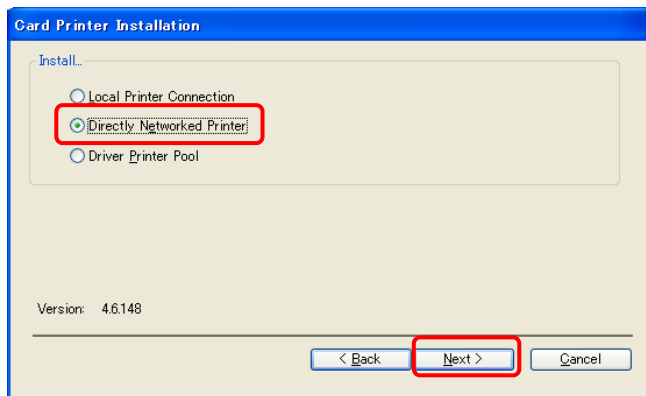 Card Printer Installation
Install...
Local Printer Connection
Directly Networked Printer
Driver Printer Pool
Version: 4.6.148
< Back Next > Cancel